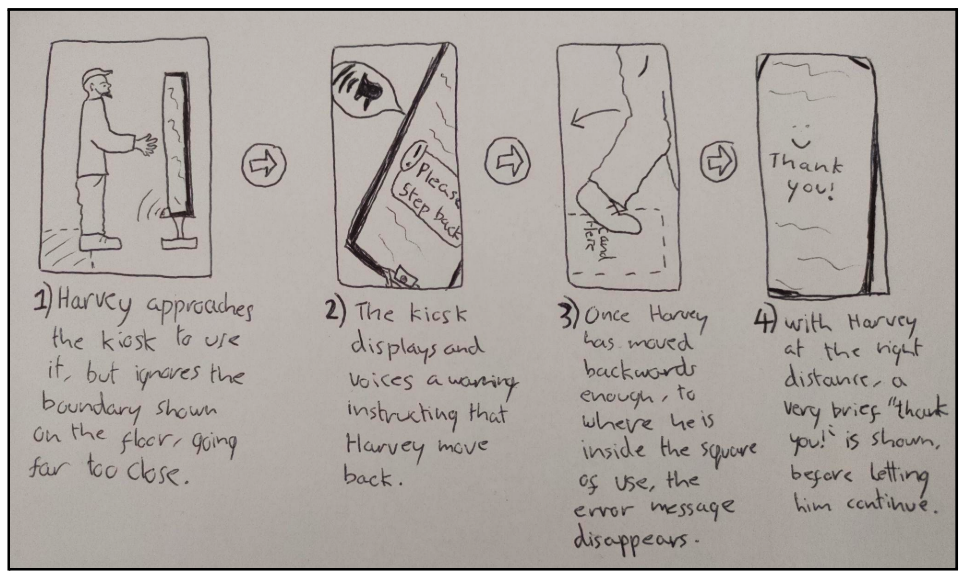 ! Please
step back
Stand
Here
Thank
you!
1) Harvey approaches
the kiosk to use
it, but ignores the
boundary shown
on the floor, going
far too close.
2) The kiosk
displays and
voices a warning
instructing that
Harvey move
back.
3) Once Harvey
has moved
backwards
enough, to
where he is
inside the square
of use, the
error message
disappears.
4) with Harvey
at the right
distance, a
very brief "thank
you!" is shown,
before letting
him continue.